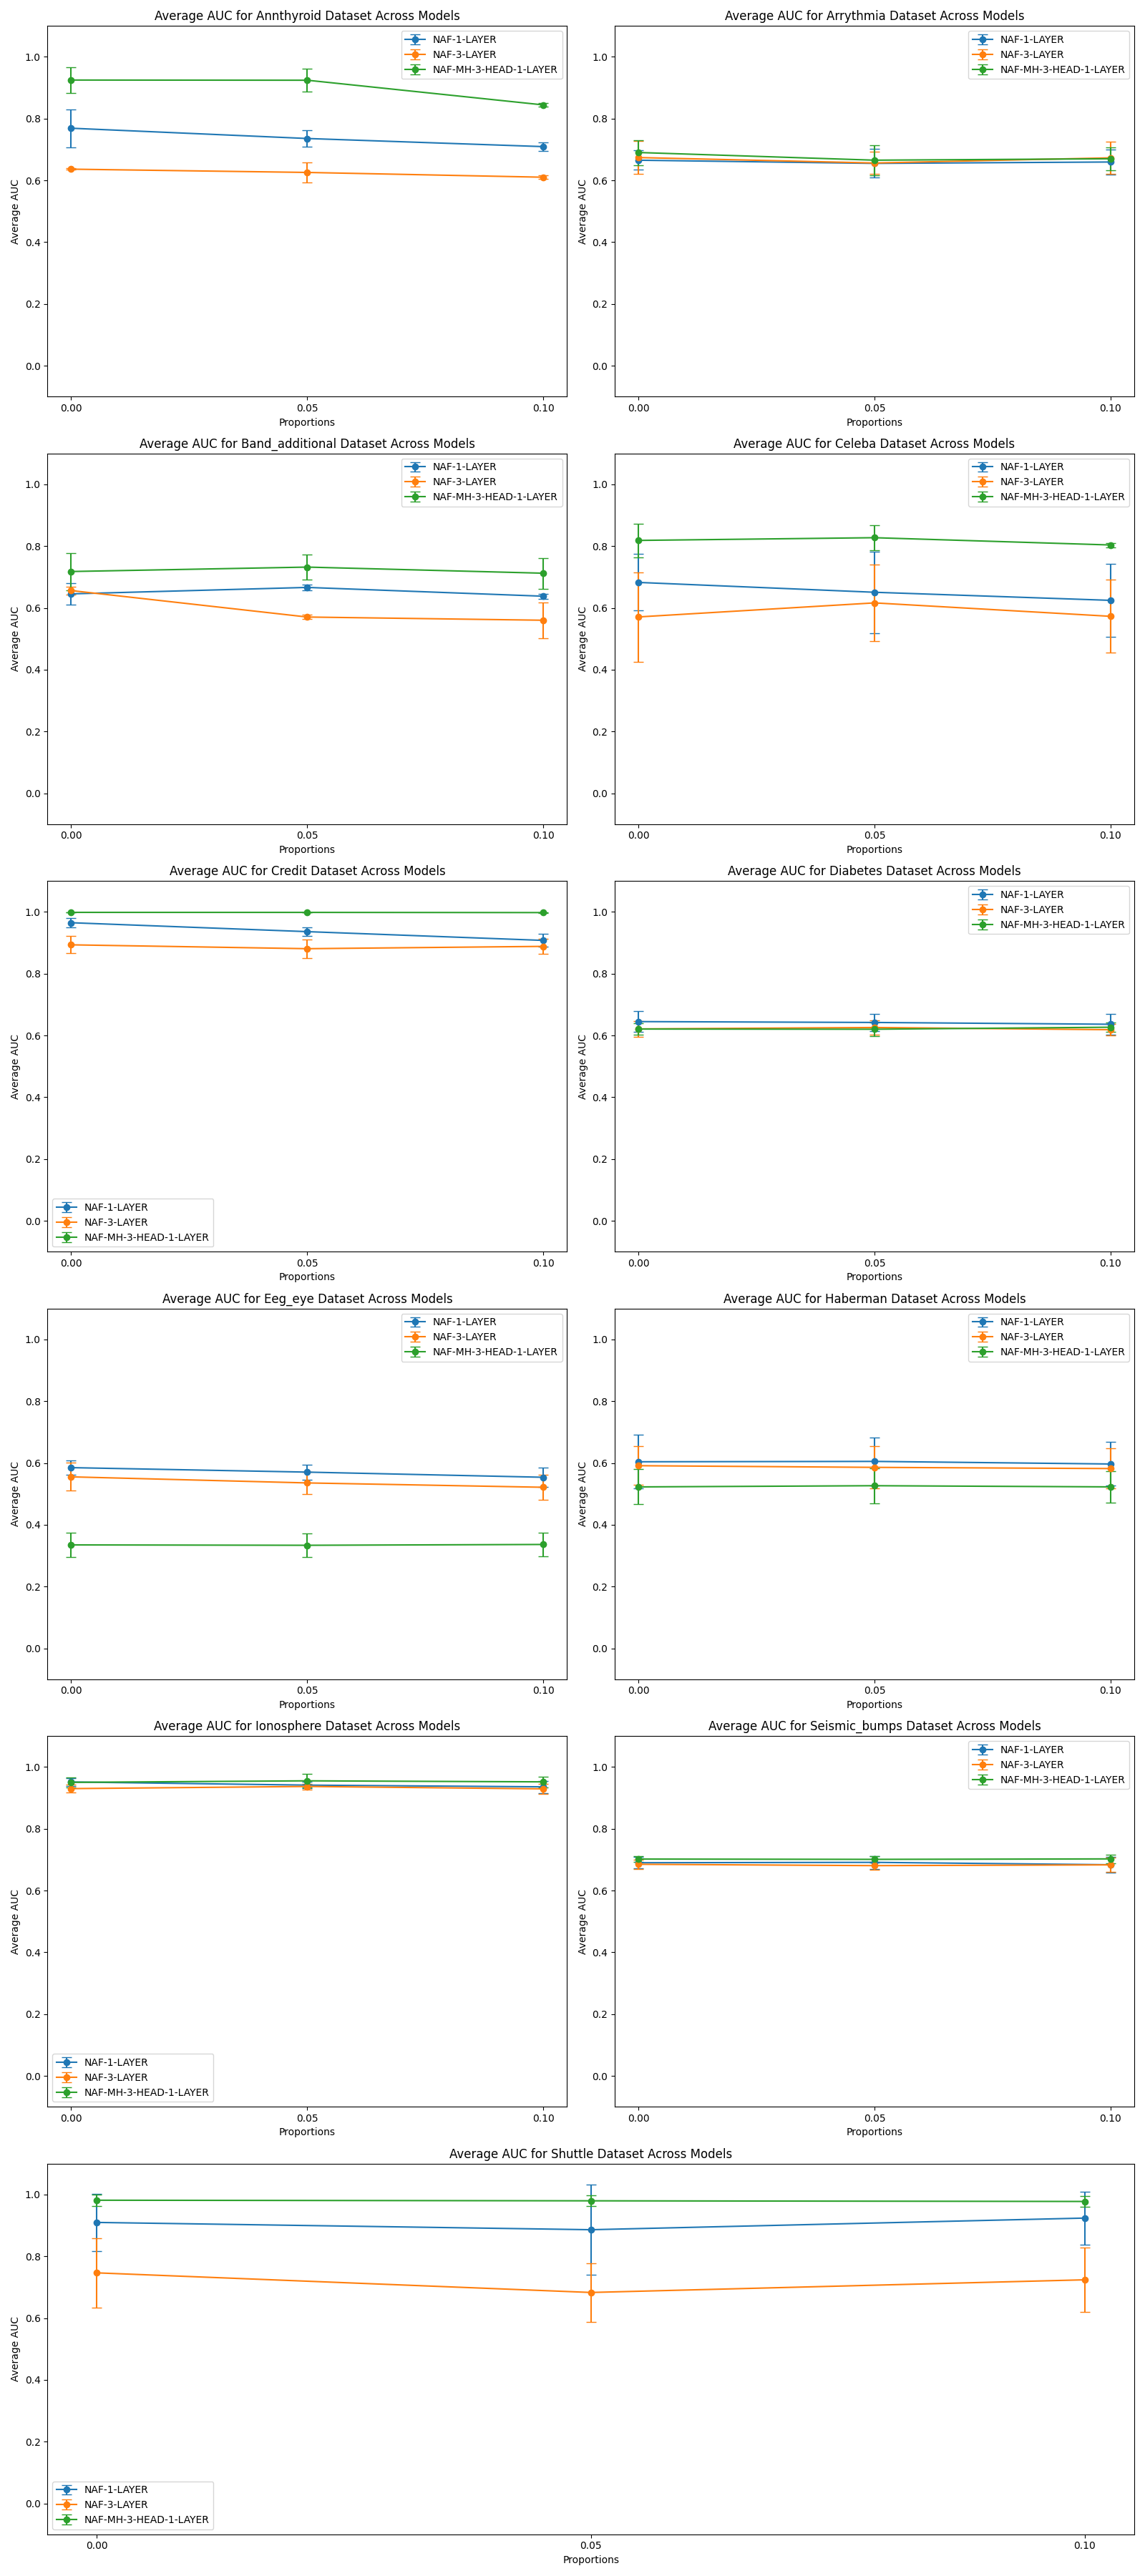 Average AUC for Annthyroid Dataset Across Models
NAF-1-LAYER
NAF-3-LAYER
NAF-MH-3-HEAD-1-LAYER
1.0
0.8
0.6
0.4
0.2
0.0
Average AUC
0.00
0.05
0.10
Proportions
Average AUC for Arrythmia Dataset Across Models
NAF-1-LAYER
NAF-3-LAYER
NAF-MH-3-HEAD-1-LAYER
1.0
0.8
0.6
0.4
0.2
0.0
Average AUC
0.00
0.05
0.10
Proportions
Average AUC for Band_additional Dataset Across Models
NAF-1-LAYER
NAF-3-LAYER
NAF-MH-3-HEAD-1-LAYER
1.0
0.8
0.6
0.4
0.2
0.0
Average AUC
0.00
0.05
0.10
Proportions
Average AUC for Celeba Dataset Across Models
NAF-1-LAYER
NAF-3-LAYER
NAF-MH-3-HEAD-1-LAYER
1.0
0.8
0.6
0.4
0.2
0.0
Average AUC
0.00
0.05
0.10
Proportions
Average AUC for Credit Dataset Across Models
1.0
0.8
0.6
0.4
0.2
0.0
Average AUC
NAF-1-LAYER
NAF-3-LAYER
NAF-MH-3-HEAD-1-LAYER
0.00
0.05
0.10
Proportions
Average AUC for Diabetes Dataset Across Models
NAF-1-LAYER
NAF-3-LAYER
NAF-MH-3-HEAD-1-LAYER
1.0
0.8
0.6
0.4
0.2
0.0
Average AUC
0.00
0.05
0.10
Proportions
Average AUC for Eeg_eye Dataset Across Models
NAF-1-LAYER
NAF-3-LAYER
NAF-MH-3-HEAD-1-LAYER
1.0
0.8
0.6
0.4
0.2
0.0
Average AUC
0.00
0.05
0.10
Proportions
Average AUC for Haberman Dataset Across Models
NAF-1-LAYER
NAF-3-LAYER
NAF-MH-3-HEAD-1-LAYER
1.0
0.8
0.6
0.4
0.2
0.0
Average AUC
0.00
0.05
0.10
Proportions
Average AUC for Ionosphere Dataset Across Models
1.0
0.8
0.6
0.4
0.2
0.0
Average AUC
NAF-1-LAYER
NAF-3-LAYER
NAF-MH-3-HEAD-1-LAYER
0.00
0.05
0.10
Proportions
Average AUC for Seismic_bumps Dataset Across Models
NAF-1-LAYER
NAF-3-LAYER
NAF-MH-3-HEAD-1-LAYER
1.0
0.8
0.6
0.4
0.2
0.0
Average AUC
0.00
0.05
0.10
Proportions
Average AUC for Shuttle Dataset Across Models
1.0
0.8
0.6
0.4
0.2
0.0
Average AUC
NAF-1-LAYER
NAF-3-LAYER
NAF-MH-3-HEAD-1-LAYER
0.00
0.05
0.10
Proportions